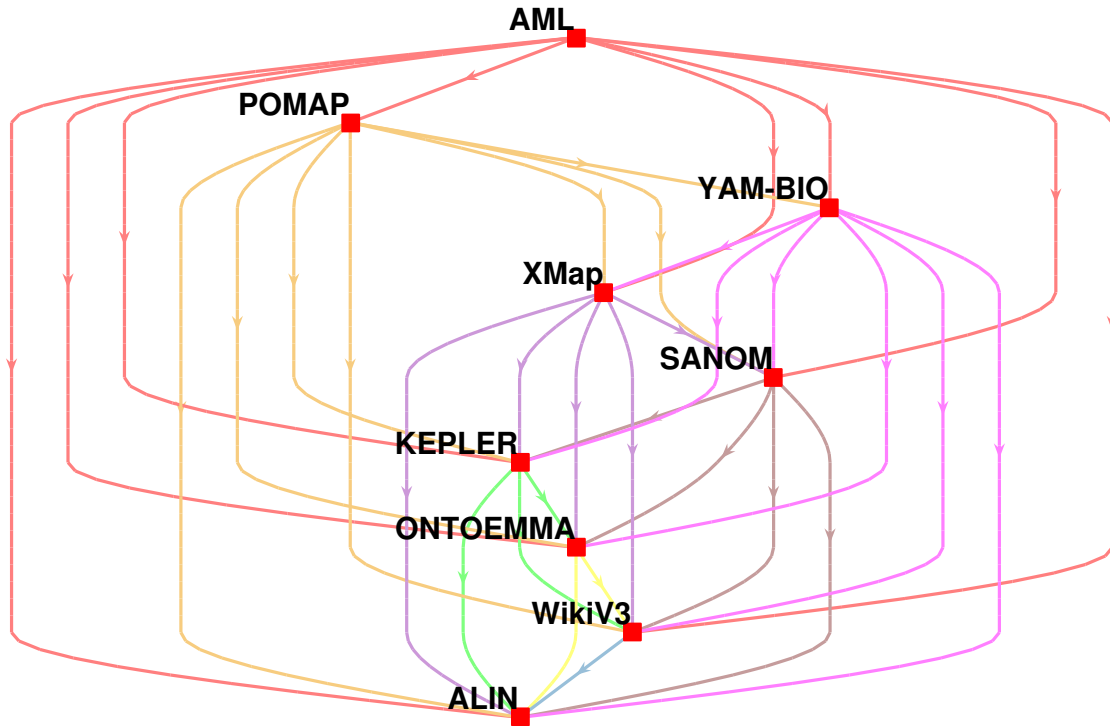 AML
POMAP
YAM-BIO
XMap
SANOM
KEPLER
ONTOEMMA
WikiV3
ALIN